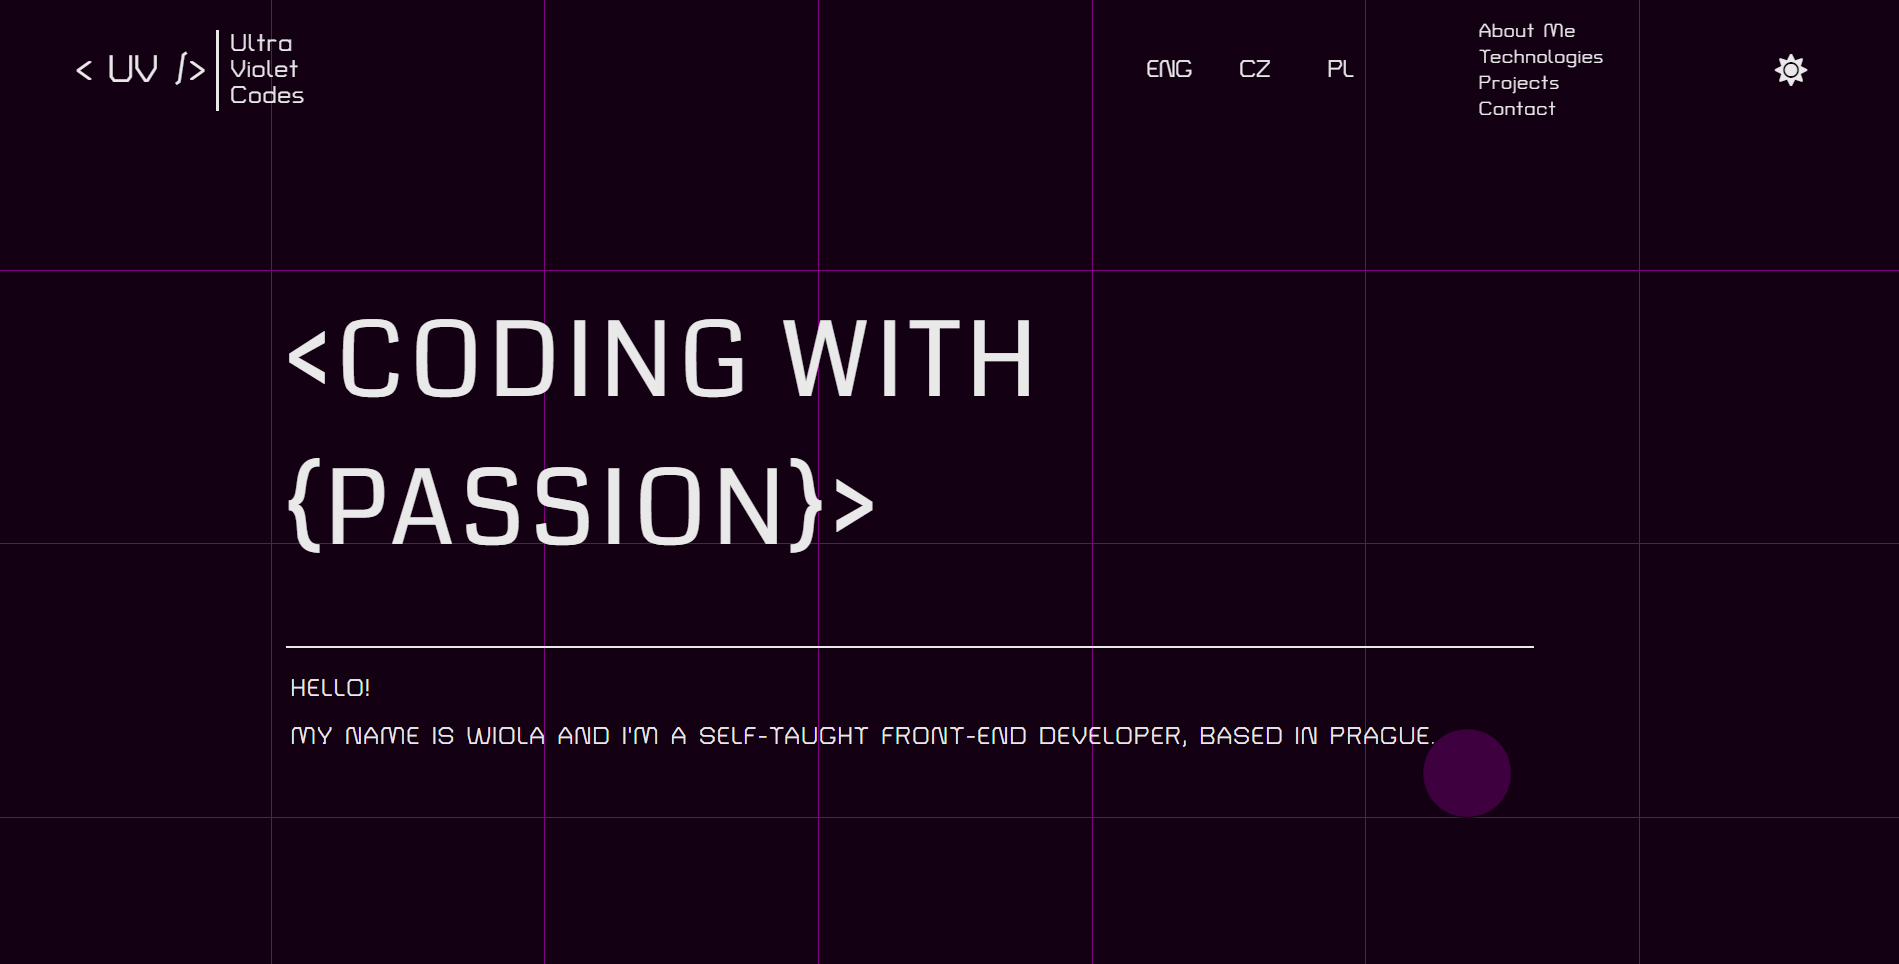 < UV /> 
Ultra
Violet
Codes
ENG CZ PL
About Me
Technologies
Projects
Contact
<CODING WITH
{PASSION}>
HELLO!
MY NAME IS WIOLA AND I'M A SELF-TAUGHT FRONT-END DEVELOPER, BASED IN PRAGUE.